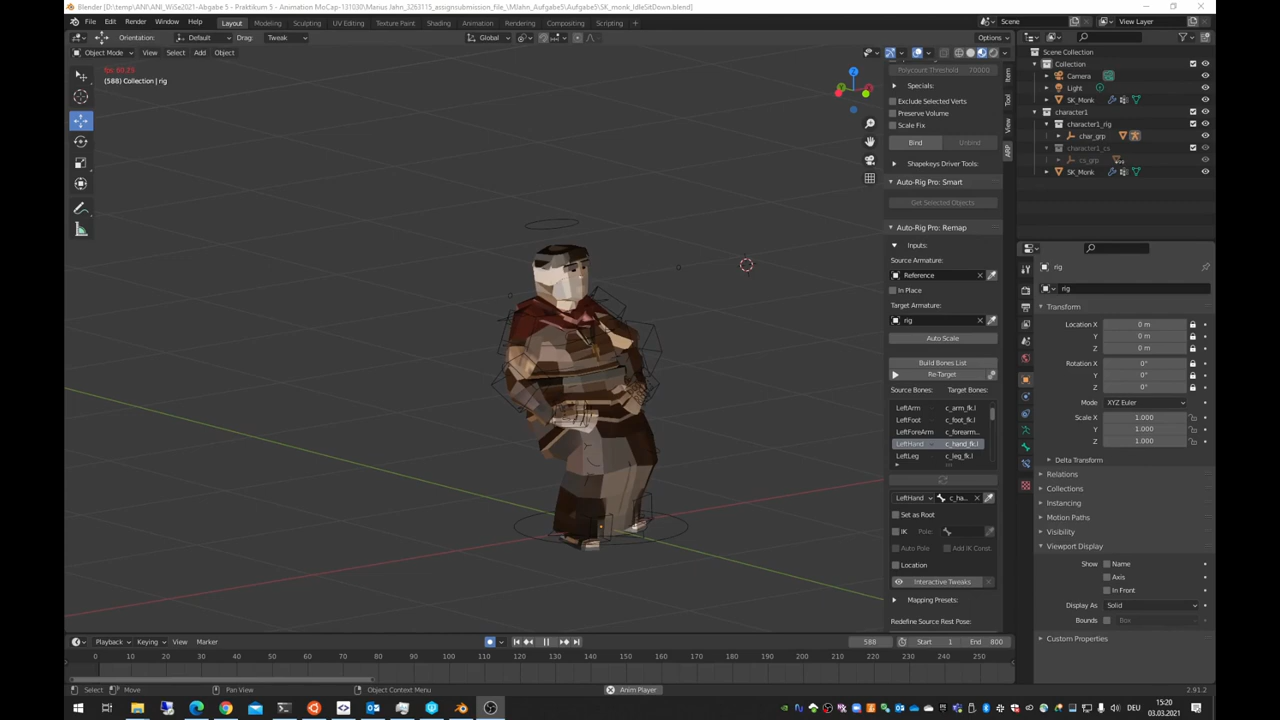 Blender [D:\temp\ANI\ANI_WiSe2021-Abgabe 5 - Praktikum 5 - Animation MoCap-131030\Marius Jahn_3263115_assignsubmission_file_\MJahn_Aufgabe5\Aufgabe5\SK_monk_IdleSitDown.blend]
File Edit Render Window Help Layout Modeling Sculpting UV Editing Texture Paint Shading Animation Rendering Compositing Scripting + Scene View Layer
Orientation: Default Drag: Tweak Global Options
Object Mode View Select Add Object
fps 60.25
(588) Collection | rig
Polycount Threshold 70000
Specials:
Exclude Selected Verts
Preserve Volume
Scale Fix
Bind Unbind
Shapekeys Driver Tools:
Auto-Rig Pro: Smart
Get Selected Objects
Auto-Rig Pro: Remap
Inputs:
Source Armature:
Reference
In Place
Target Armature:
rig
Auto Scale
Build Bones List
Re-Target
Source Bones: Target Bones:
LeftArm c_arm_fk.l
LeftFoot c_foot_fk.l
LeftForeArm c_forearm...
LeftHand c_hand_fk.l
LeftLeg c_leg_fk.l
LeftHand c_ha...
Set as Root
IK Pole:
Auto Pole Add IK Const.
Location
Interactive Tweaks
Mapping Presets:
Redefine Source Rest Pose:
Item
Tool
View
ARP
Scene Collection
Collection
Camera
Light
SK_Monk
character1
character1_rig
char_grp
character1_cs
cs_grp
SK_Monk
rig
rig
Transform
Location X 0 m
Y 0 m
Z 0 m
Rotation X 0°
Y 0°
Z 0°
Mode XYZ Euler
Scale X 1.000
Y 1.000
Z 1.000
Delta Transform
Relations
Collections
Instancing
Motion Paths
Visibility
Viewport Display
Show Name
Axis
In Front
Display As Solid
Bounds Box
Custom Properties
Playback Keying View Marker 588 Start 1 End 800
0 10 20 30 40 50 60 70 80 90 100 110 120 130 140 150 160 170 180 190 200 210 220 230 240 250
Select Move Pan View Object Context Menu Anim Player 2.91.2
DEU
15:20
03.03.2021